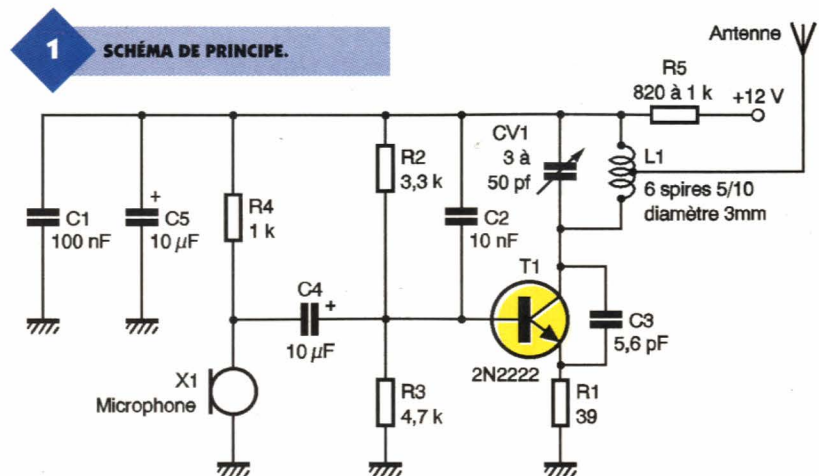 1
SCHÉMA DE PRINCIPE.
Antenne
R5
820 à 1 k
+12 V
CV1
3 à
50 pf
L1
6 spires 5/10
diamètre 3mm
R2
3,3 k
C1
100 nF
+
C5
10 µF
R4
1 k
C2
10 nF
C4
+
10 µF
T1
2N2222
C3
5,6 pF
X1
Microphone
R3
4,7 k
R1
39